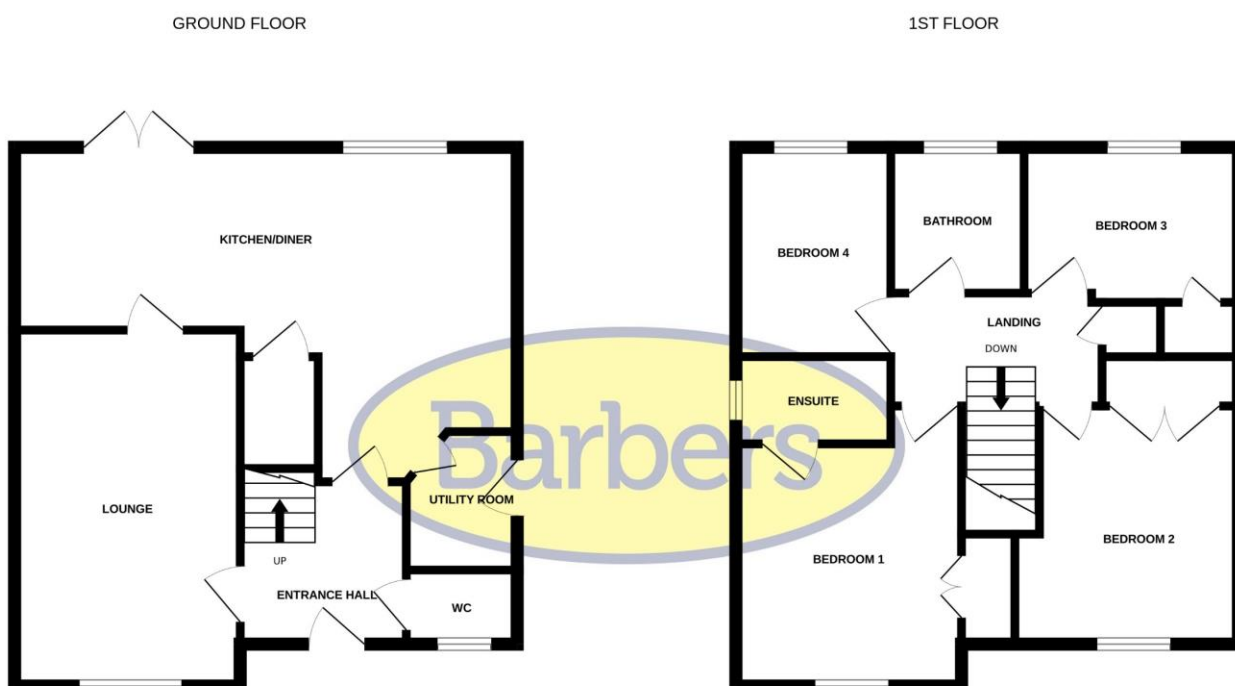 GROUND FLOOR
KITCHEN/DINER
LOUNGE
UTILITY ROOM
UP
ENTRANCE HALL
WC
1ST FLOOR
BATHROOM
BEDROOM 3
BEDROOM 4
LANDING
DOWN
ENSUITE
BEDROOM 1
BEDROOM 2
Barbers